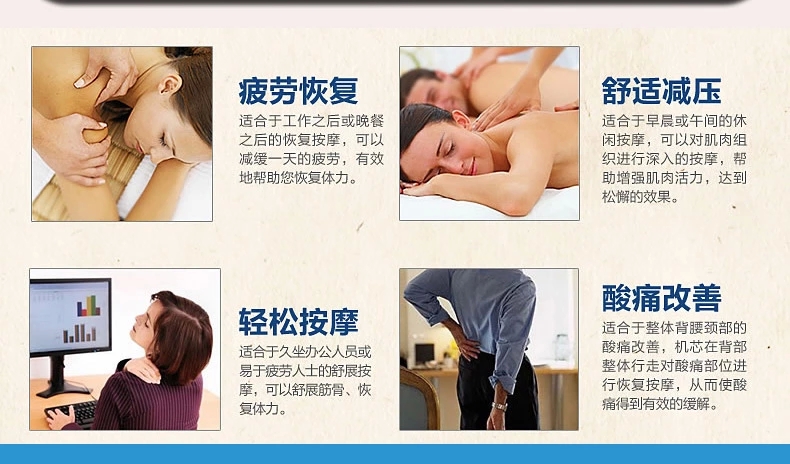 疲劳恢复
适合于工作之后或晚餐
之后的恢复按摩，可以
减缓一天的疲劳，有效
地帮助您恢复体力。
舒适减压
适合于早晨或午间的休
闲按摩，可以对肌肉组
织进行深入的按摩，帮
助增强肌肉活力，达到
松懈的效果。
轻松按摩
适合于久坐办公人员或
易于疲劳人士的舒展按
摩，可以舒展筋骨、恢
复体力。
酸痛改善
适合于整体背腰颈部的
酸痛改善，机芯在背部
整体行走对酸痛部位进
行恢复按摩，从而使酸
痛得到有效的缓解。